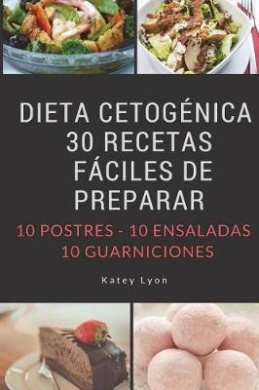 DIETA CETOGÉNICA
30 RECETAS
FÁCILES DE
PREPARAR
10 POSTRES - 10 ENSALADAS
10 GUARNICIONES
Katey Lyon